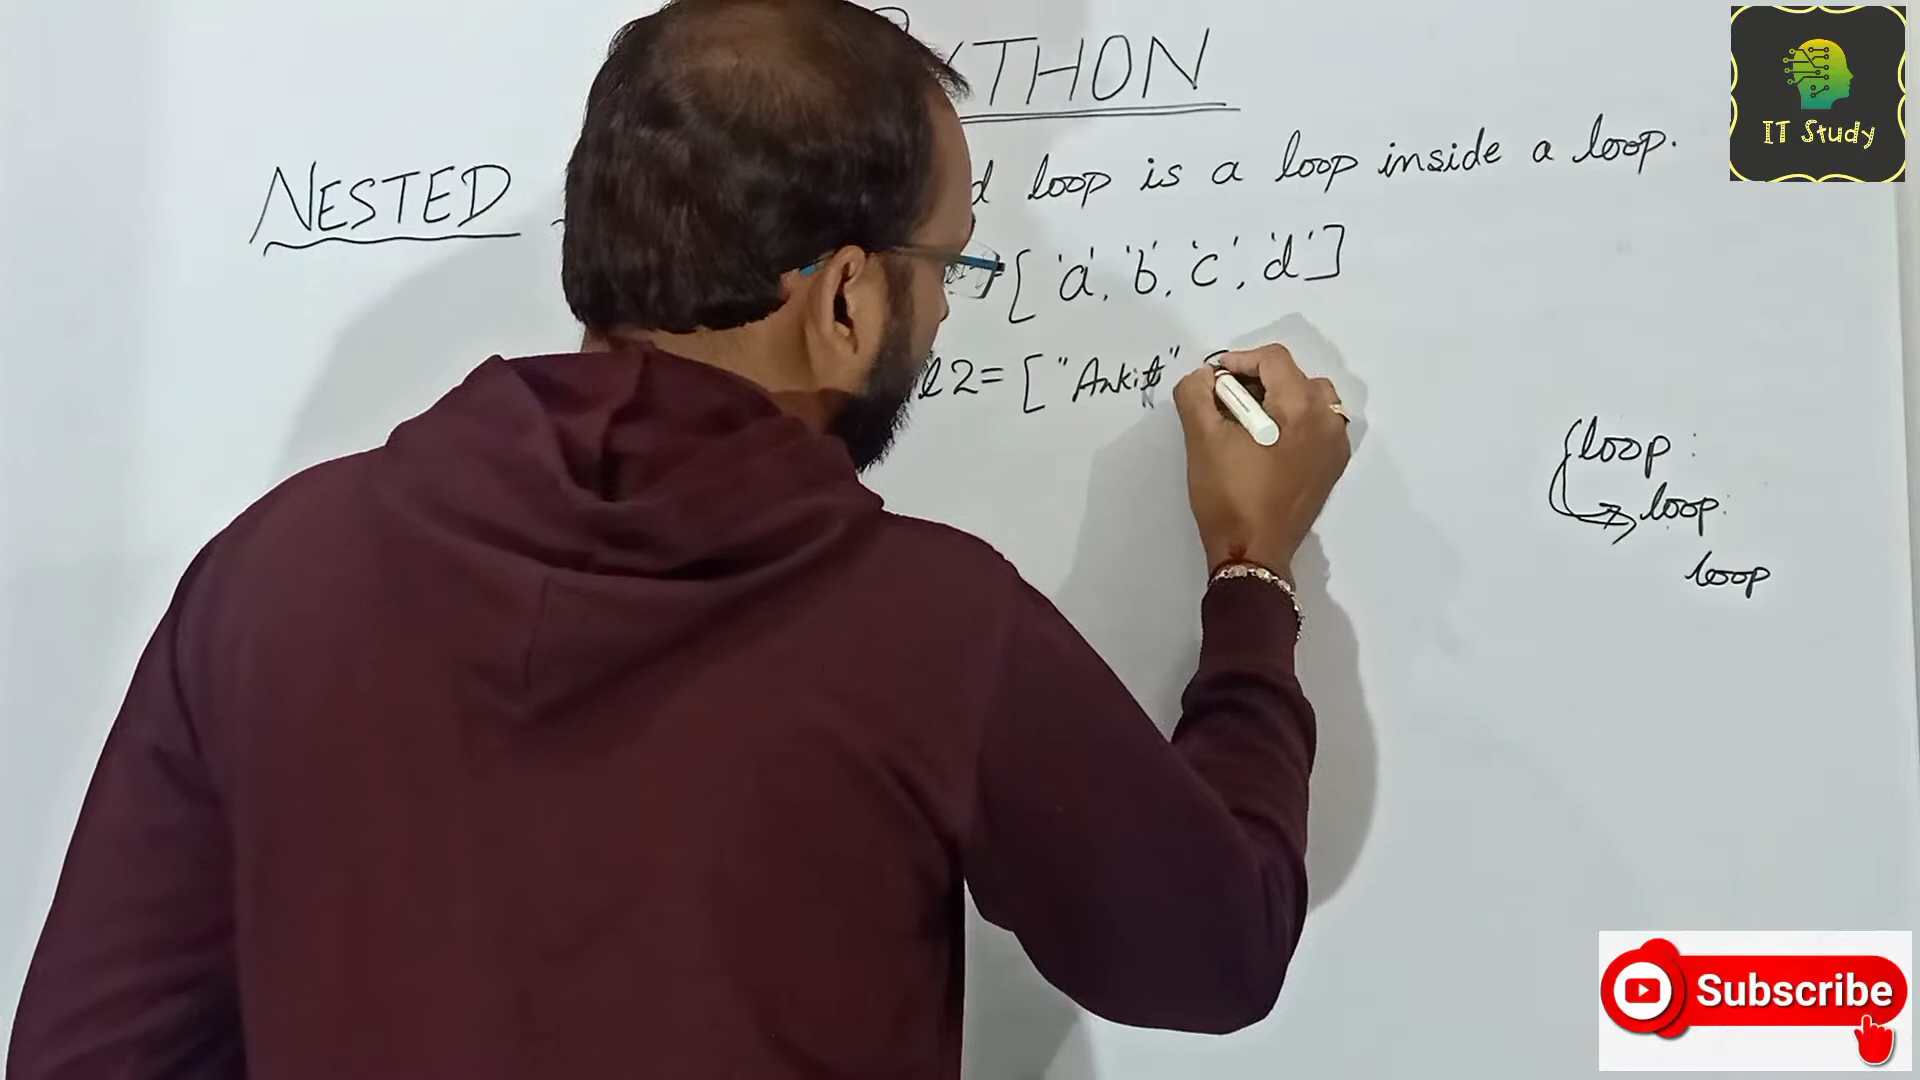 YTHON
NESTED
loop is a loop inside a loop.
= [ 'a', 'b', 'c', 'd' ]
l2 = [ "Ankit"
loop :
loop :
loop
IT Study
Subscribe